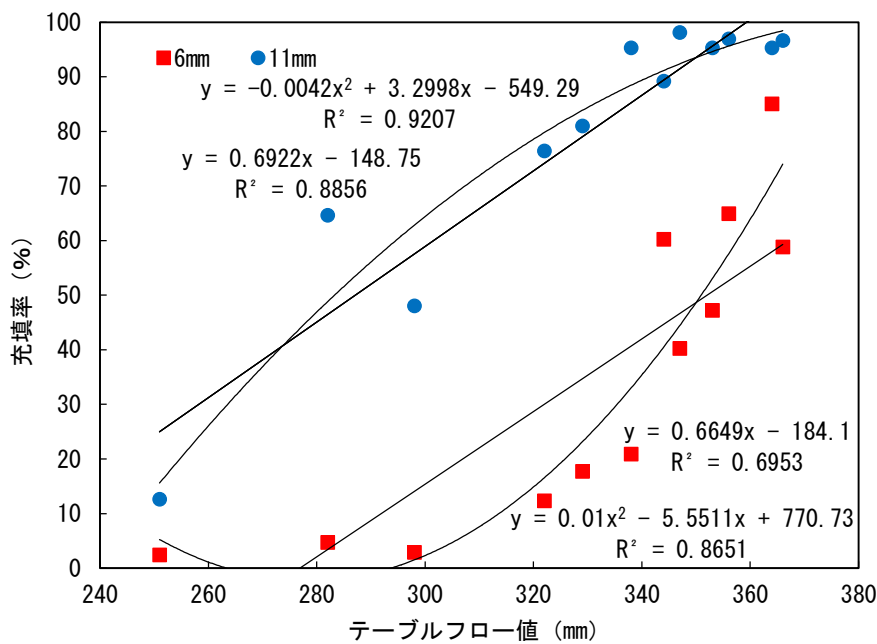 100
90
80
70
60
50
40
30
20
10
0
充填率 (%)
6mm 11mm
y = -0.0042x² + 3.2998x - 549.29
R² = 0.9207
y = 0.6922x - 148.75
R² = 0.8856
y = 0.6649x - 184.1
R² = 0.6953
y = 0.01x² - 5.5511x + 770.73
R² = 0.8651
240 260 280 300 320 340 360 380
テーブルフロー値 (mm)